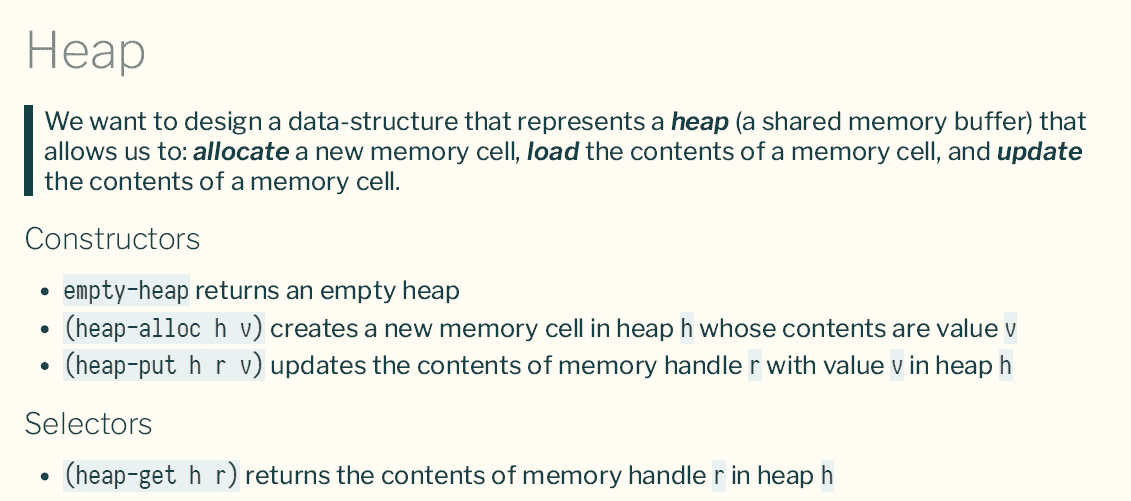 Heap
We want to design a data-structure that represents a heap (a shared memory buffer) that
allows us to: allocate a new memory cell, load the contents of a memory cell, and update
the contents of a memory cell.
Constructors
• empty-heap returns an empty heap
• (heap-alloc h v) creates a new memory cell in heap h whose contents are value v
• (heap-put h r v) updates the contents of memory handle r with value v in heap h
Selectors
• (heap-get h r) returns the contents of memory handle r in heap h